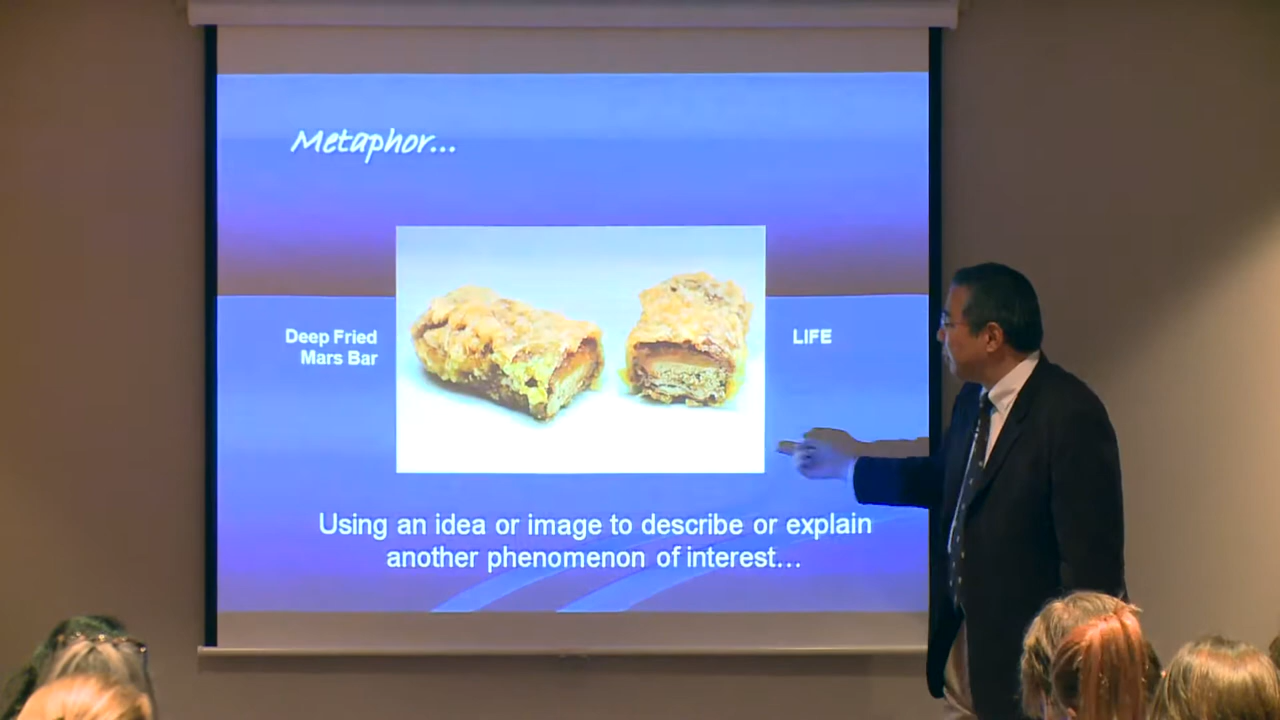 Metaphor...
Deep Fried
Mars Bar
LIFE
Using an idea or image to describe or explain
another phenomenon of interest...